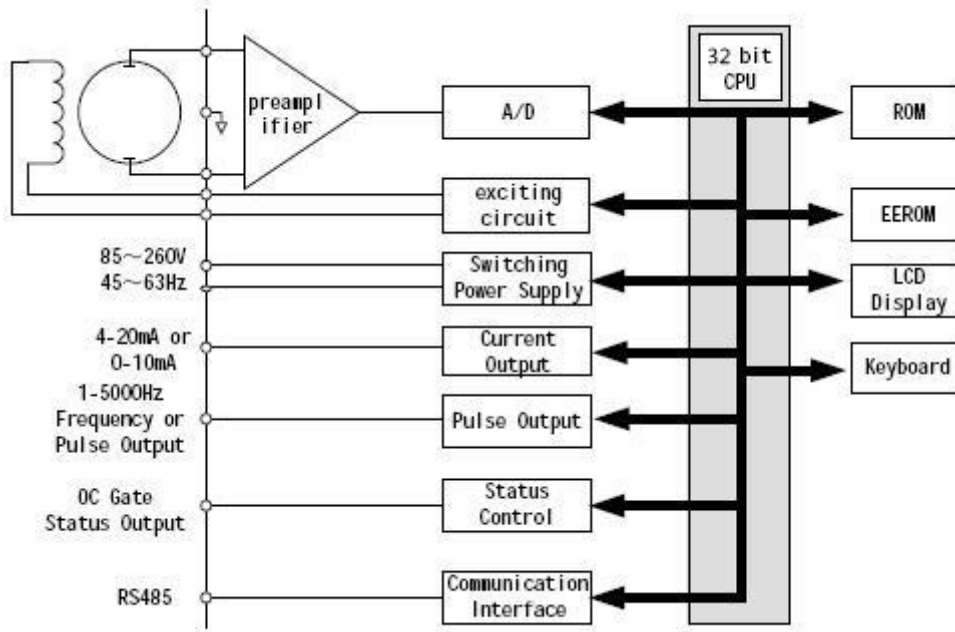 32 bit
CPU
preampl
ifier
A/D
ROM
exciting
circuit
EEROM
85～260V
45～63Hz
Switching
Power Supply
LCD
Display
4-20mA or
0-10mA
Current
Output
Keyboard
1-5000Hz
Frequency or
Pulse Output
Pulse Output
OC Gate
Status Output
Status
Control
RS485
Communication
Interface